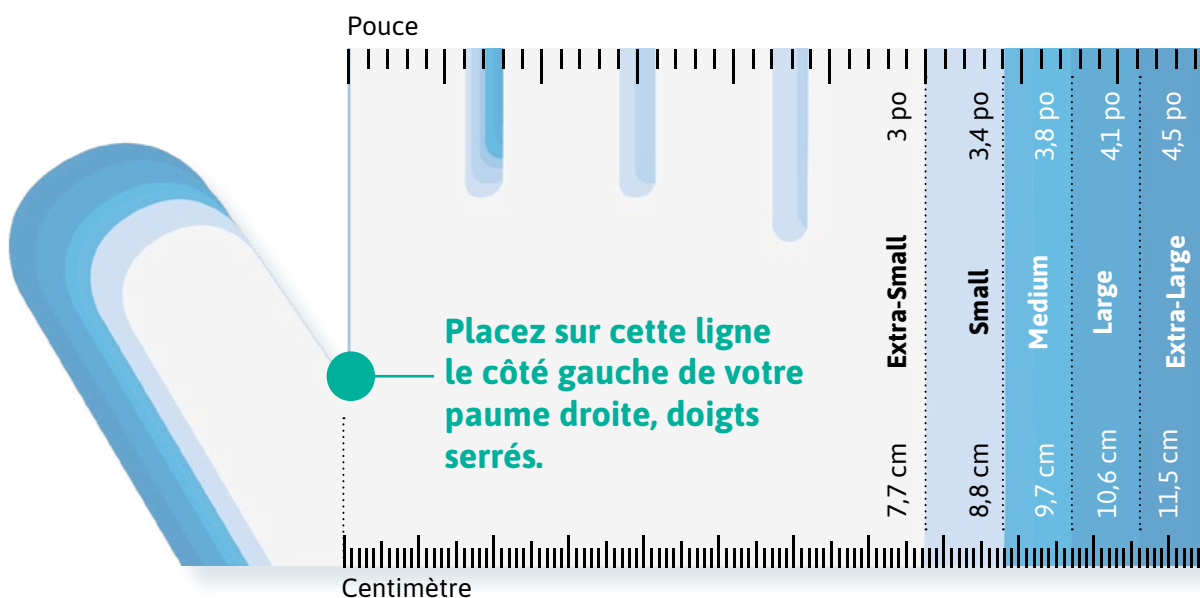 Pouce
3 po
3,4 po
3,8 po
4,1 po
4,5 po
Extra-Small
Small
Medium
Large
Extra-Large
Placez sur cette ligne
le côté gauche de votre
paume droite, doigts
serrés.
7,7 cm
8,8 cm
9,7 cm
10,6 cm
11,5 cm
Centimètre